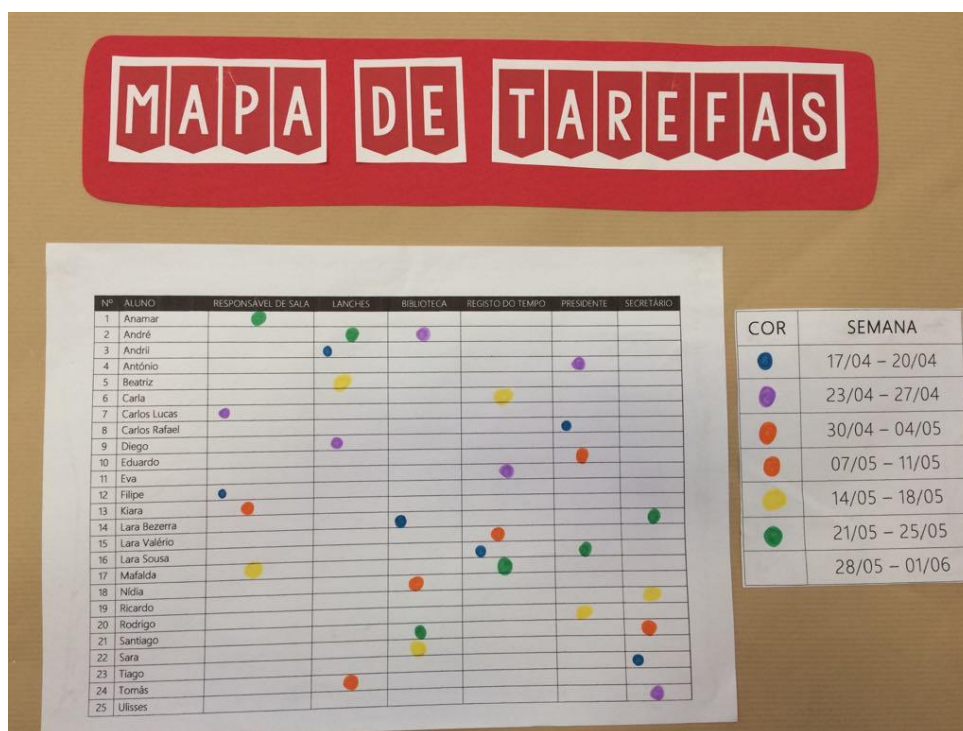 MAPA DE TAREFAS
Nº ALUNO RESPONSÁVEL DE SALA LANCHES BIBLIOTECA REGISTO DO TEMPO PRESIDENTE SECRETÁRIO
1 Anamar
2 André
3 Andrii
4 António
5 Beatriz
6 Carla
7 Carlos Lucas
8 Carlos Rafael
9 Diego
10 Eduardo
11 Eva
12 Filipe
13 Kiara
14 Lara Bezerra
15 Lara Valério
16 Lara Sousa
17 Mafalda
18 Nídia
19 Ricardo
20 Rodrigo
21 Santiago
22 Sara
23 Tiago
24 Tomás
25 Ulisses
COR SEMANA
17/04 – 20/04
23/04 – 27/04
30/04 – 04/05
07/05 – 11/05
14/05 – 18/05
21/05 – 25/05
28/05 – 01/06